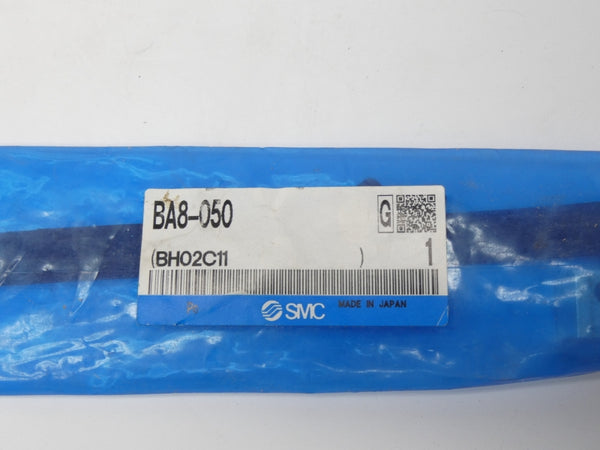 BA8-050
G
(BH02C11 ) 1
SMC MADE IN JAPAN